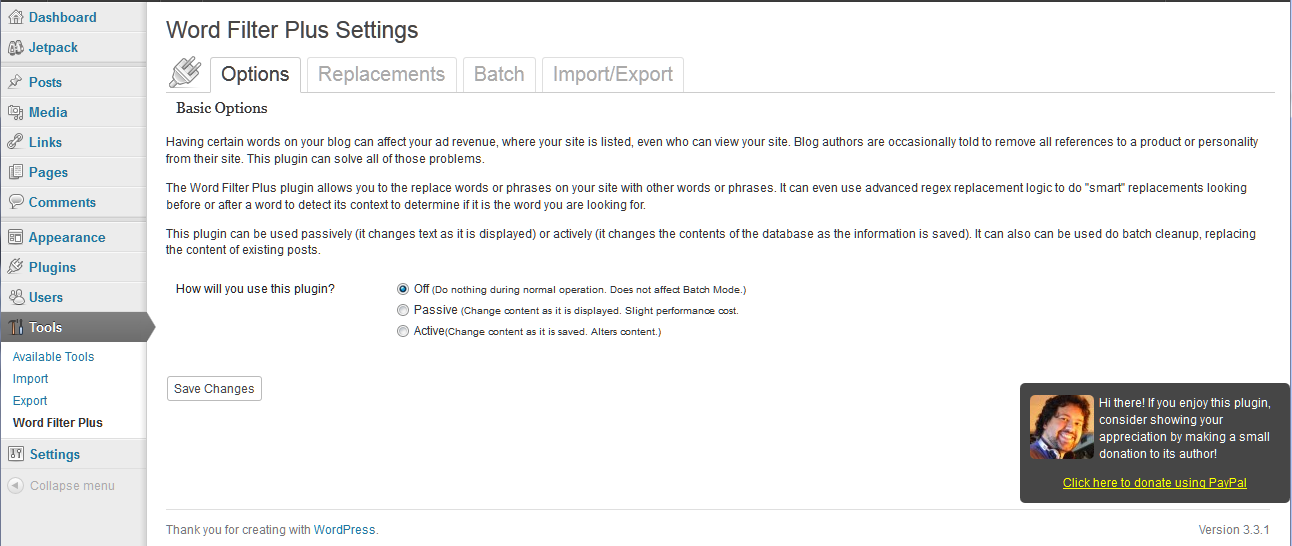 Dashboard
Jetpack
Posts
Media
Links
Pages
Comments
Appearance
Plugins
Users
Tools
Available Tools
Import
Export
Word Filter Plus
Settings
Collapse menu
Word Filter Plus Settings
Options
Replacements
Batch
Import/Export
Basic Options
Having certain words on your blog can affect your ad revenue, where your site is listed, even who can view your site. Blog authors are occasionally told to remove all references to a product or personality
from their site. This plugin can solve all of those problems.
The Word Filter Plus plugin allows you to the replace words or phrases on your site with other words or phrases. It can even use advanced regex replacement logic to do "smart" replacements looking
before or after a word to detect its context to determine if it is the word you are looking for.
This plugin can be used passively (it changes text as it is displayed) or actively (it changes the contents of the database as the information is saved). It can also can be used do batch cleanup, replacing
the content of existing posts.
How will you use this plugin?
Off (Do nothing during normal operation. Does not affect Batch Mode.)
Passive (Change content as it is displayed. Slight performance cost.
Active(Change content as it is saved. Alters content.)
Save Changes
Hi there! If you enjoy this plugin,
consider showing your
appreciation by making a small
donation to its author!
Click here to donate using PayPal
Thank you for creating with WordPress.
Version 3.3.1